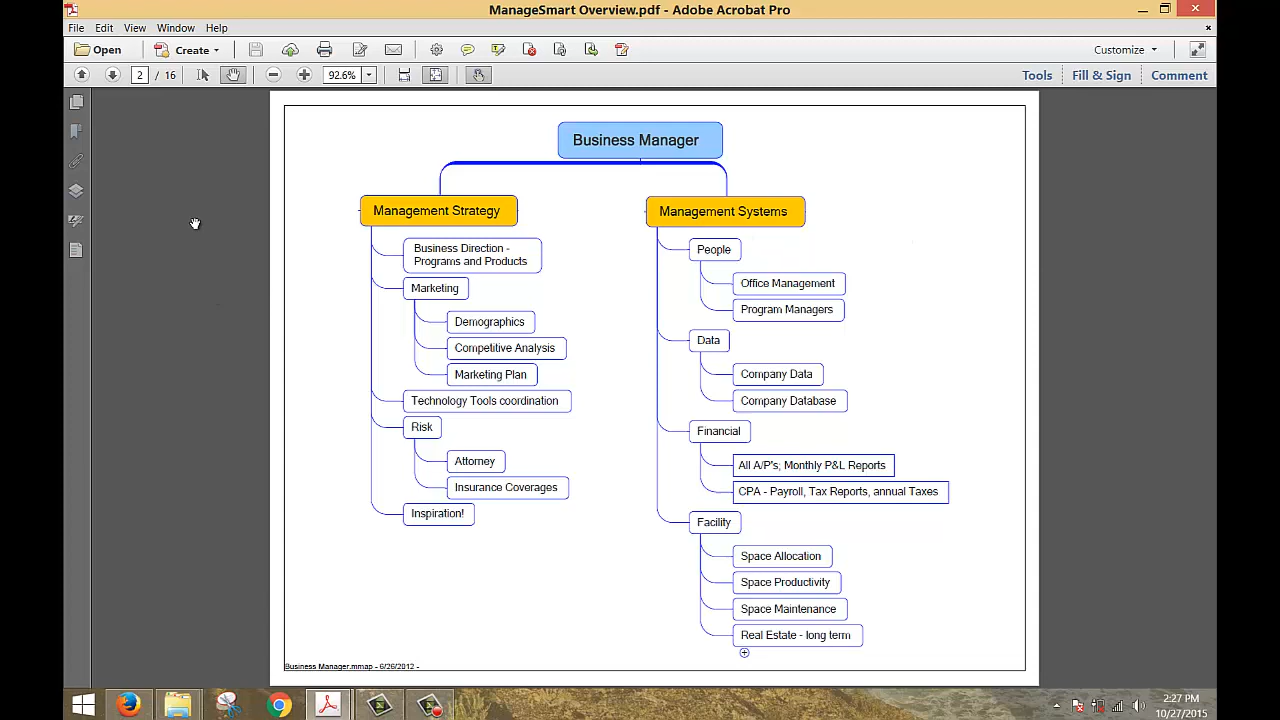 ManageSmart Overview.pdf - Adobe Acrobat Pro
File Edit View Window Help
Open Create Customize
2 / 16 92.6% Tools Fill & Sign Comment
Business Manager
Management Strategy
Business Direction -
Programs and Products
Marketing
Demographics
Competitive Analysis
Marketing Plan
Technology Tools coordination
Risk
Attorney
Insurance Coverages
Inspiration!
Management Systems
People
Office Management
Program Managers
Data
Company Data
Company Database
Financial
All A/P's; Monthly P&L Reports
CPA - Payroll, Tax Reports, annual Taxes
Facility
Space Allocation
Space Productivity
Space Maintenance
Real Estate - long term
Business Manager.mmap - 6/26/2012 -
2:27 PM
10/27/2015